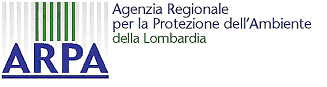 Agenzia Regionale
per la Protezione dell'Ambiente
della Lombardia
ARPA